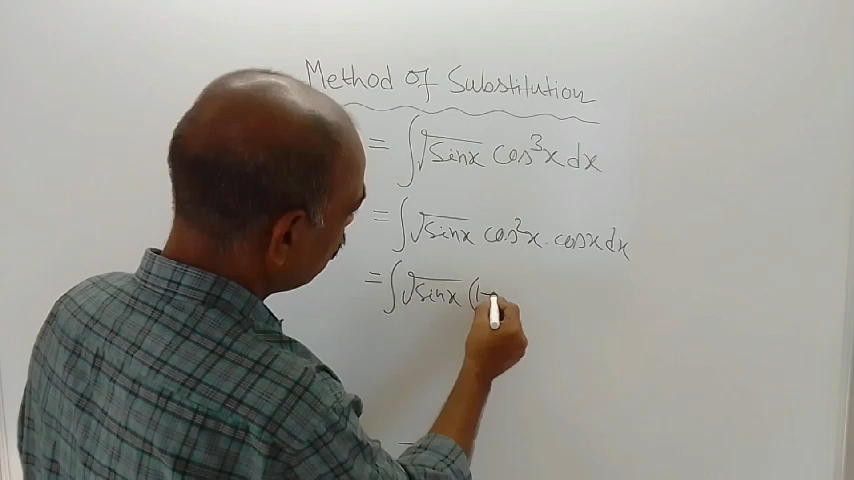 Method of Substitution
= ∫ √sinx cos³x dx
= ∫ √sinx cos²x . cosx dx
= ∫ √sinx (1-